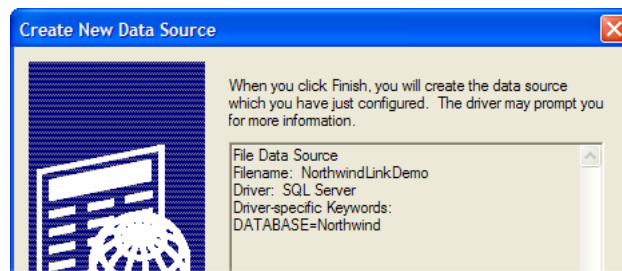 Create New Data Source
When you click Finish, you will create the data source
which you have just configured. The driver may prompt you
for more information.
File Data Source
Filename: NorthwindLinkDemo
Driver: SQL Server
Driver-specific Keywords:
DATABASE=Northwind